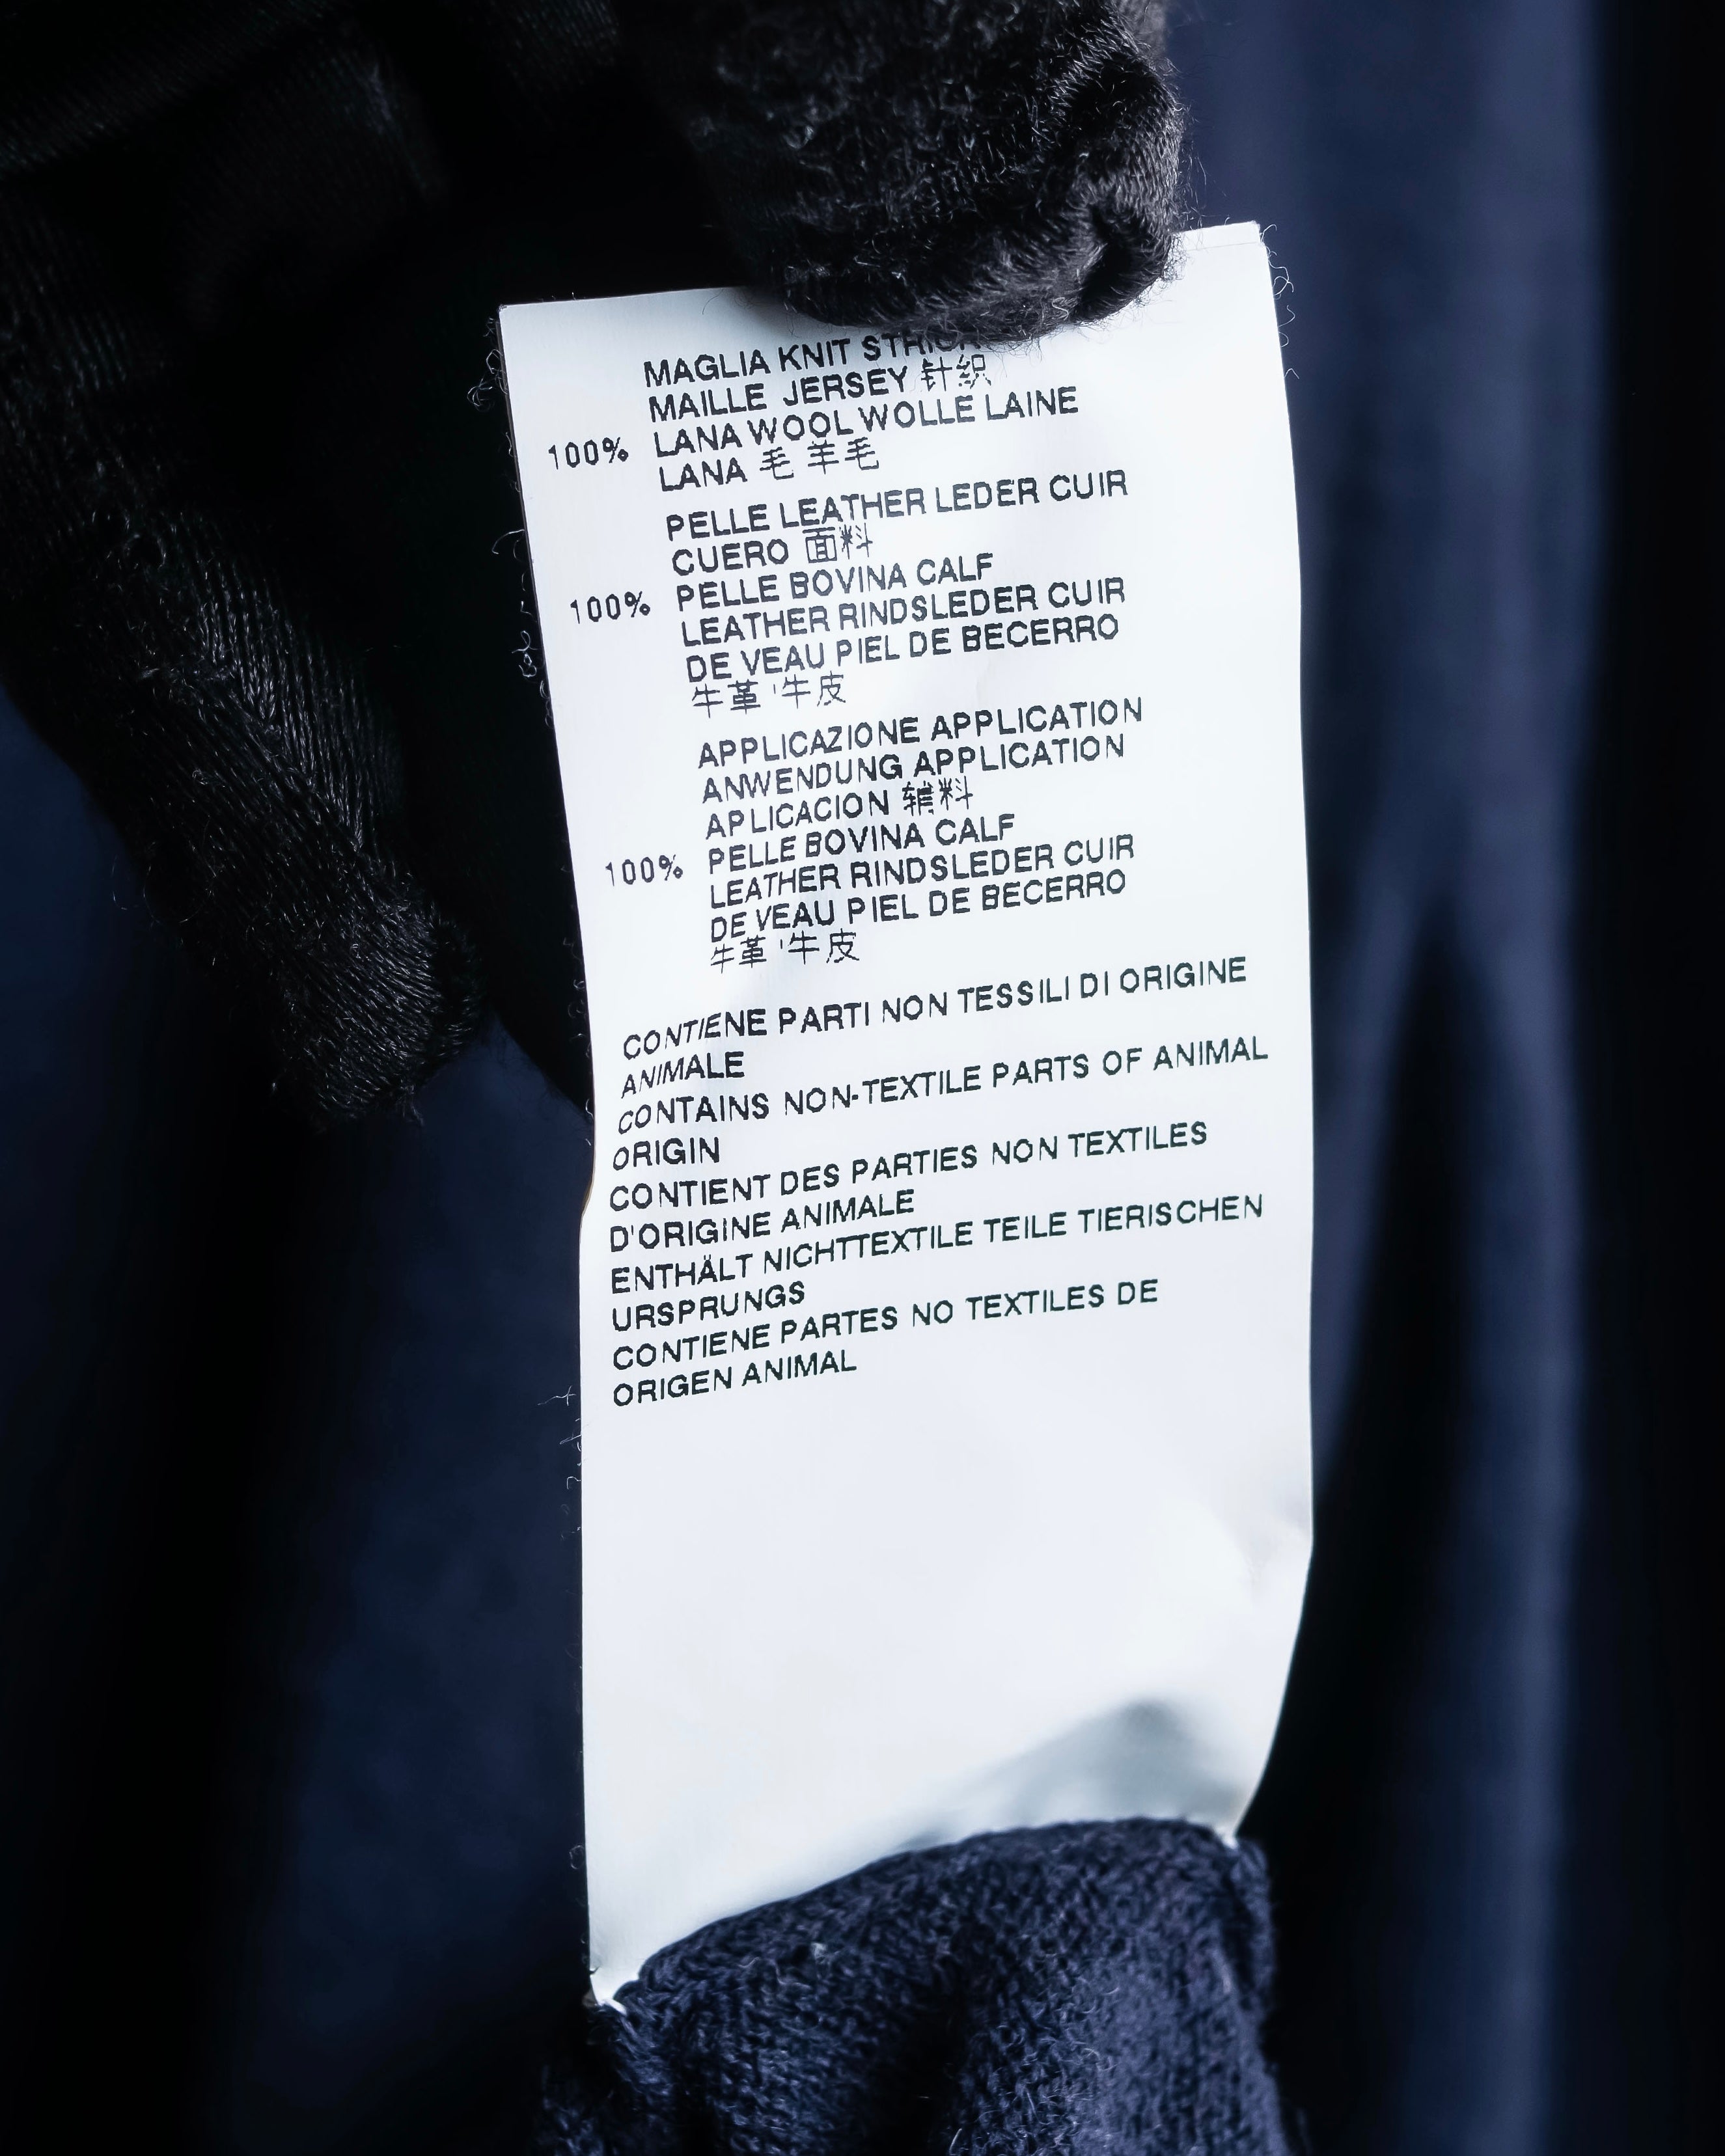 MAGLIA KNIT
MAILLE JERSEY 针织
100% LANA WOOL WOLLE LAINE
LANA 毛 羊毛
PELLE LEATHER LEDER CUIR
CUERO 面料
100% PELLE BOVINA CALF
LEATHER RINDSLEDER CUIR
DE VEAU PIEL DE BECERRO
牛革'牛皮
APPLICAZIONE APPLICATION
ANWENDUNG APPLICATION
APLICACION 辅料
100% PELLE BOVINA CALF
LEATHER RINDSLEDER CUIR
DE VEAU PIEL DE BECERRO
牛革'牛皮
CONTIENE PARTI NON TESSILI DI ORIGINE
ANIMALE
CONTAINS NON-TEXTILE PARTS OF ANIMAL
ORIGIN
CONTIENT DES PARTIES NON TEXTILES
D'ORIGINE ANIMALE
ENTHÄLT NICHTTEXTILE TEILE TIERISCHEN
URSPRUNGS
CONTIENE PARTES NO TEXTILES DE
ORIGEN ANIMAL